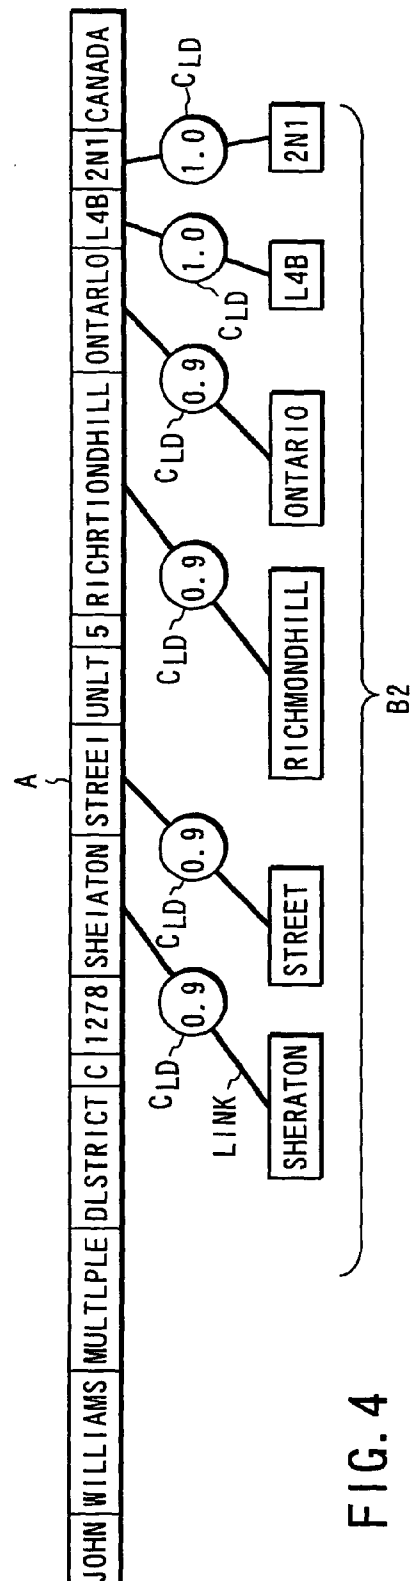 A
JOHN WILLIAMS MULTLPLE DLSTRICT C 1278 SHEIATON STREEI UNLT 5 RICHRTIONDHILL ONTARLO L4B 2N1 CANADA
CLD 0.9
CLD 0.9
CLD 0.9
CLD 0.9
CLD 1.0
CLD 1.0
LINK
SHERATON STREET RICHMONDHILL ONTARIO L4B 2N1
B2
FIG. 4